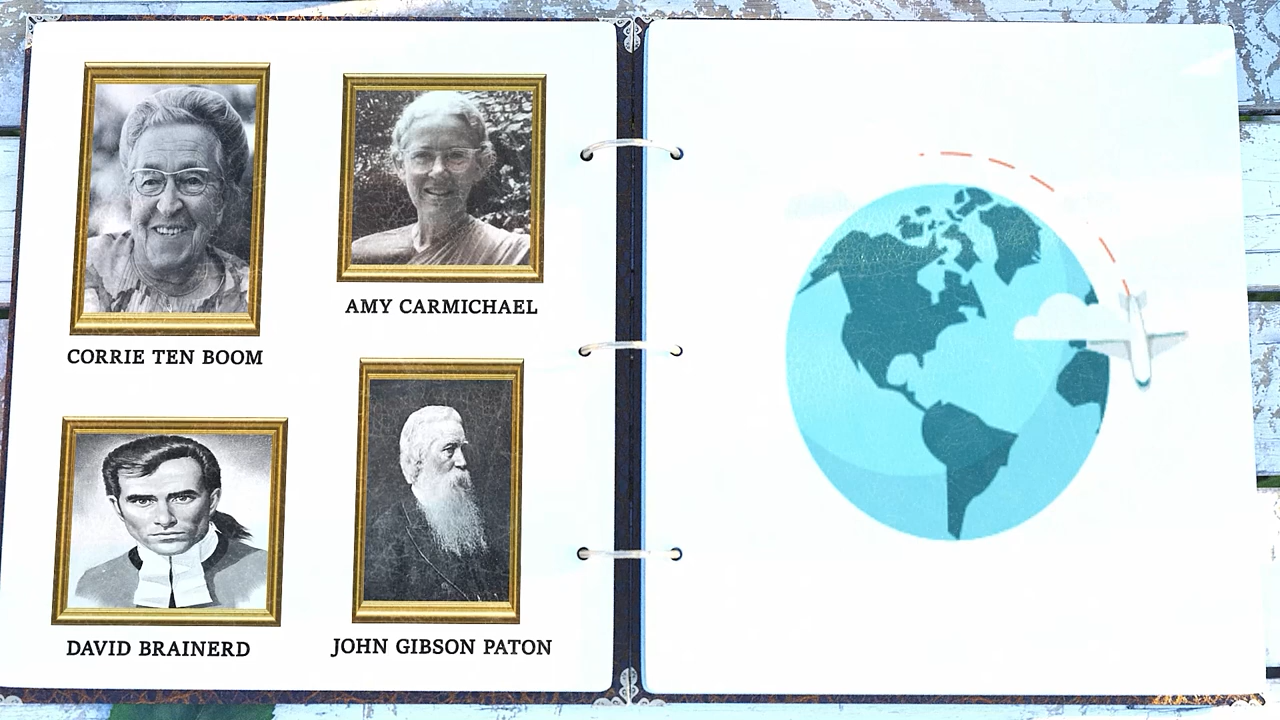 CORRIE TEN BOOM
AMY CARMICHAEL
DAVID BRAINERD
JOHN GIBSON PATON